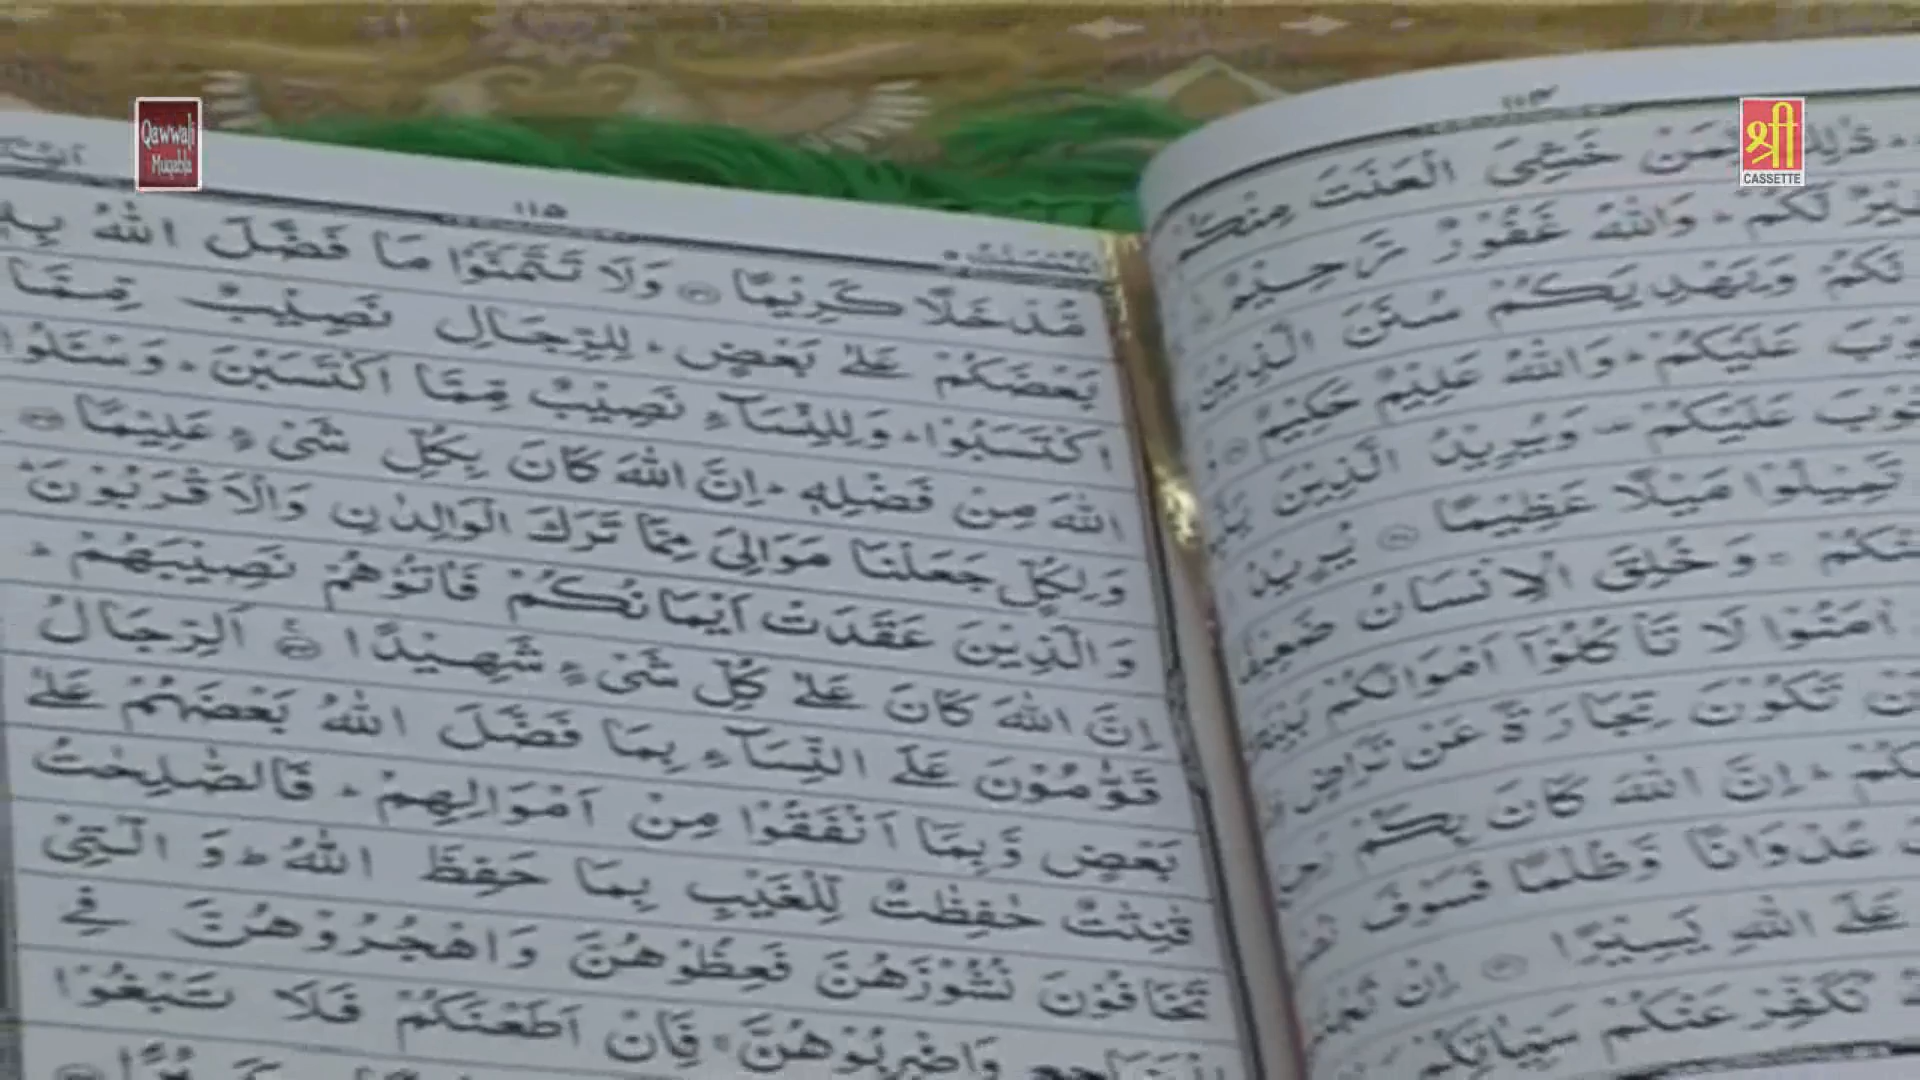 Qawwali
Muqabla
श्री
CASSETTE
١١٤
خَشِىَ الْعَنَتَ مِنْكُمْ
لَكُمْ وَاللّٰهُ غَفُوْرٌ رَّحِيْمٌ
لَكُمْ وَيَهْدِيَكُمْ سُنَنَ الَّذِيْنَ
عَلَيْكُمْ وَاللّٰهُ عَلِيْمٌ حَكِيْمٌ
عَلَيْكُمْ وَيُرِيْدُ الَّذِيْنَ
تَمِيْلُوْا مَيْلًا عَظِيْمًا يُرِيْدُ
وَخُلِقَ الْاِنْسَانُ
اٰمَنُوْا لَا تَاْكُلُوْٓا اَمْوَالَكُمْ
تَكُوْنَ تِجَارَةً عَنْ تَرَاضٍ
اِنَّ اللّٰهَ كَانَ بِكُمْ
عُدْوَانًا وَّظُلْمًا فَسَوْفَ
عَلَى اللّٰهِ يَسِيْرًا اِنْ
نُكَفِّرْ عَنْكُمْ سَيِّاٰتِكُمْ
١١٥
مُّدْخَلًا كَرِيْمًا وَلَا تَتَمَنَّوْا مَا فَضَّلَ اللّٰهُ بِهٖ
بَعْضَكُمْ عَلٰى بَعْضٍ لِلرِّجَالِ نَصِيْبٌ مِّمَّا
اكْتَسَبُوْا وَلِلنِّسَآءِ نَصِيْبٌ مِّمَّا اكْتَسَبْنَ وَسْئَلُوا
اللّٰهَ مِنْ فَضْلِهٖ اِنَّ اللّٰهَ كَانَ بِكُلِّ شَىْءٍ عَلِيْمًا
وَلِكُلٍّ جَعَلْنَا مَوَالِىَ مِمَّا تَرَكَ الْوَالِدٰنِ وَالْاَقْرَبُوْنَ
وَالَّذِيْنَ عَقَدَتْ اَيْمَانُكُمْ فَاٰتُوْهُمْ نَصِيْبَهُمْ
اِنَّ اللّٰهَ كَانَ عَلٰى كُلِّ شَىْءٍ شَهِيْدًا اَلرِّجَالُ
قَوّٰمُوْنَ عَلَى النِّسَآءِ بِمَا فَضَّلَ اللّٰهُ بَعْضَهُمْ عَلٰى
بَعْضٍ وَّبِمَآ اَنْفَقُوْا مِنْ اَمْوَالِهِمْ فَالصّٰلِحٰتُ
قٰنِتٰتٌ حٰفِظٰتٌ لِّلْغَيْبِ بِمَا حَفِظَ اللّٰهُ وَالّٰتِىْ
تَخَافُوْنَ نُشُوْزَهُنَّ فَعِظُوْهُنَّ وَاهْجُرُوْهُنَّ فِى
وَاضْرِبُوْهُنَّ فَاِنْ اَطَعْنَكُمْ فَلَا تَبْغُوْا